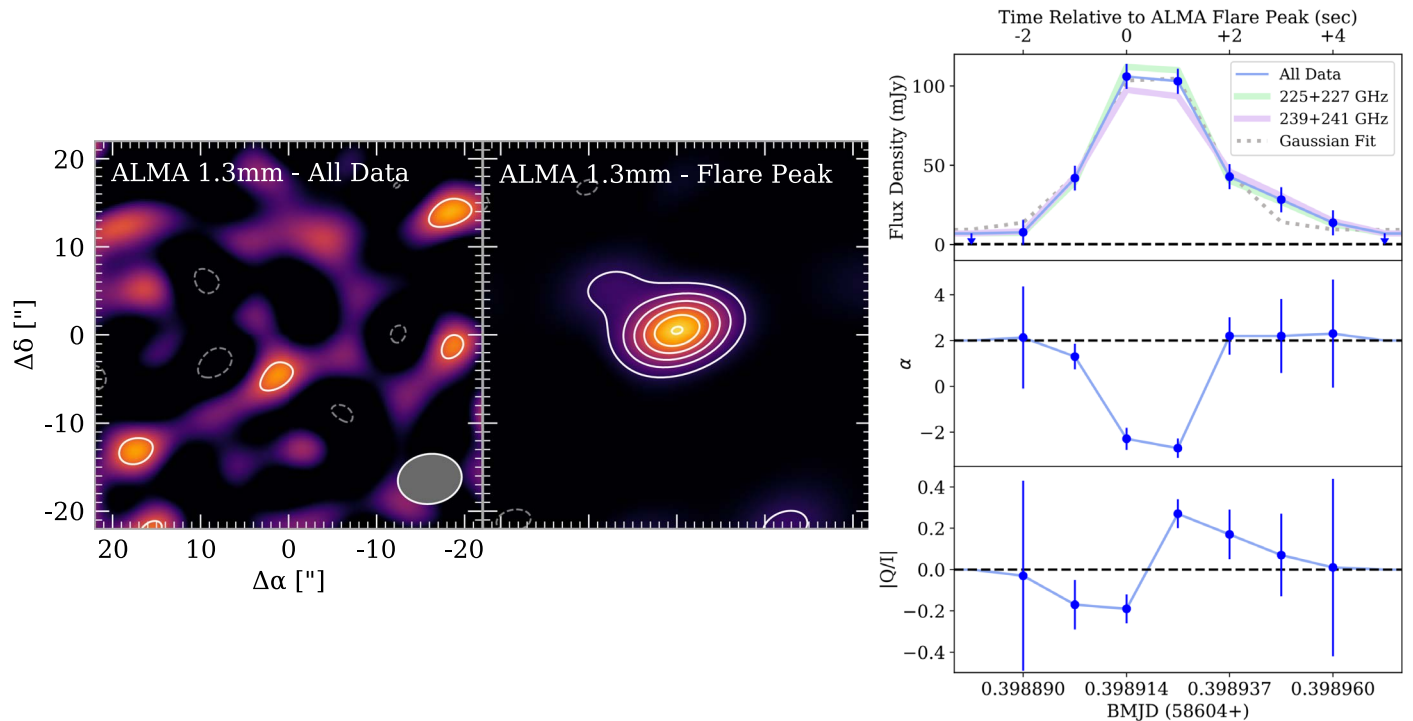 ALMA 1.3mm - All Data
ALMA 1.3mm - Flare Peak
20
10
0
-10
-20
Δδ ["]
20
10
0
-10
-20
Δα ["]
Time Relative to ALMA Flare Peak (sec)
-2
0
+2
+4
All Data
225+227 GHz
239+241 GHz
Gaussian Fit
100
50
0
Flux Density (mJy)
4
2
0
−2
α
0.4
0.2
0.0
−0.2
−0.4
|Q/I|
0.398890
0.398914
0.398937
0.398960
BMJD (58604+)